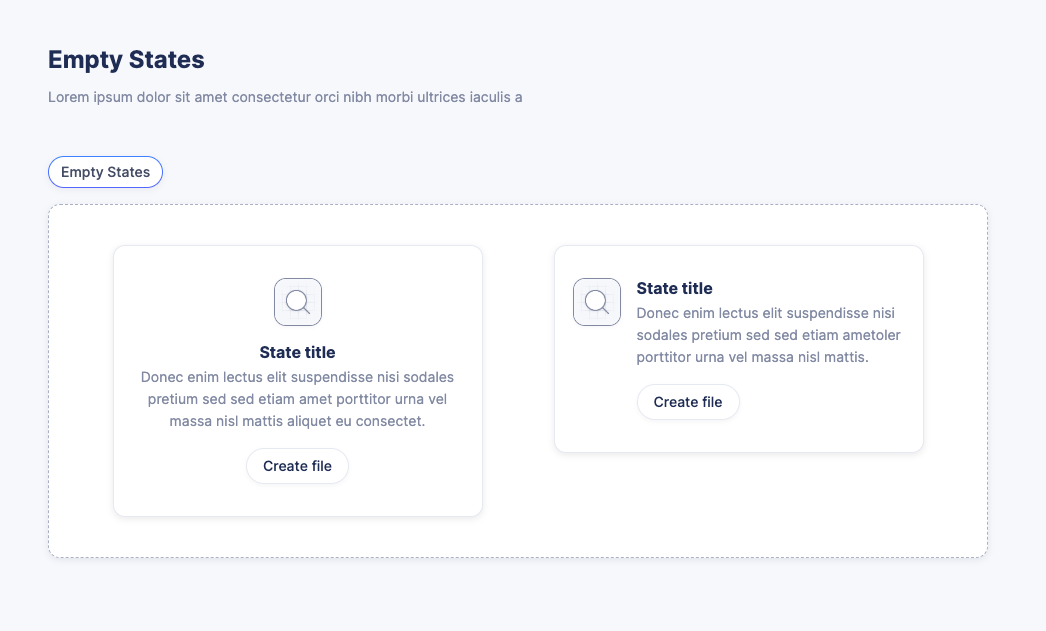 Empty States
Lorem ipsum dolor sit amet consectetur orci nibh morbi ultrices iaculis a
Empty States
State title
Donec enim lectus elit suspendisse nisi sodales
pretium sed sed etiam amet porttitor urna vel
massa nisl mattis aliquet eu consectet.
Create file
State title
Donec enim lectus elit suspendisse nisi
sodales pretium sed sed etiam ametoler
porttitor urna vel massa nisl mattis.
Create file